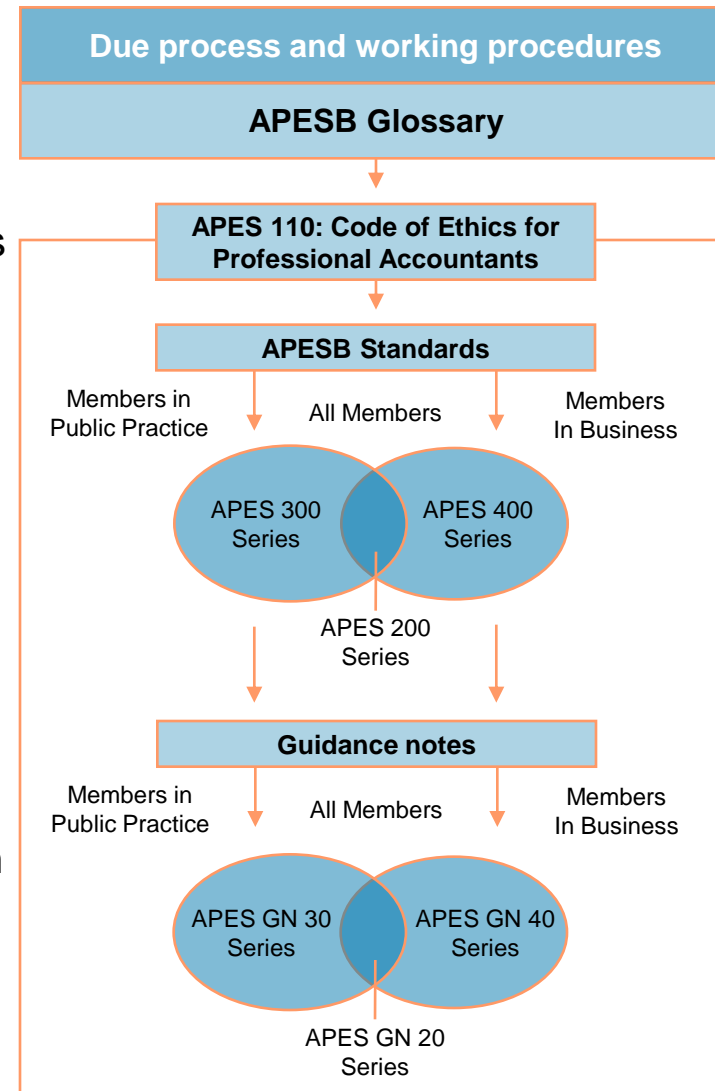 Due process and working procedures
APESB Glossary
s
APES 110: Code of Ethics for
Professional Accountants
APESB Standards
Members in
Public Practice
All Members
Members
In Business
APES 300
Series
APES 400
Series
APES 200
Series
Guidance notes
Members in
Public Practice
All Members
Members
In Business
APES GN 30
Series
APES GN 40
Series
APES GN 20
Series